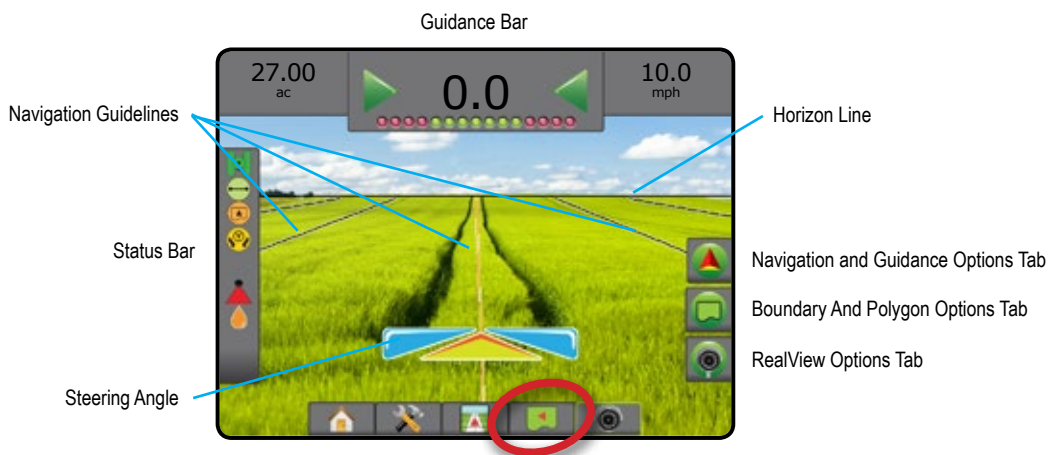 Guidance Bar
27.00
ac
0.0
10.0
mph
Navigation Guidelines
Horizon Line
Status Bar
Navigation and Guidance Options Tab
Boundary And Polygon Options Tab
RealView Options Tab
Steering Angle